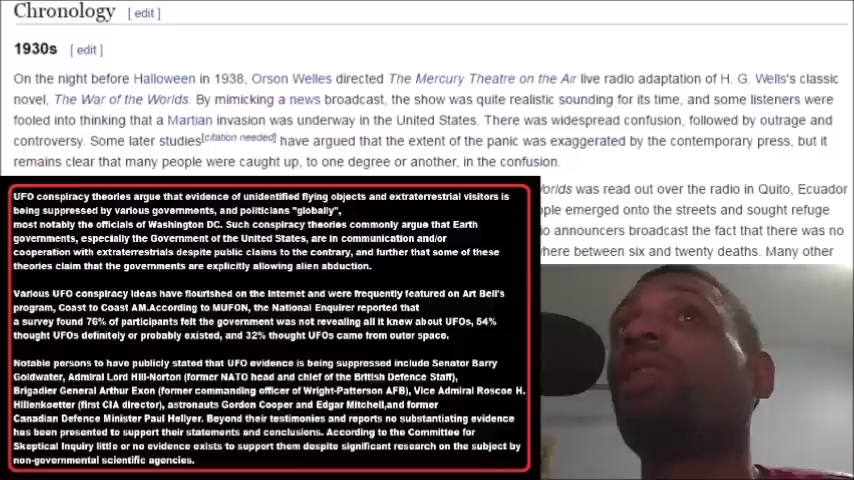 Chronology [ edit ]
1930s [ edit ]
On the night before Halloween in 1938, Orson Welles directed The Mercury Theatre on the Air live radio adaptation of H. G. Wells's classic
novel, The War of the Worlds. By mimicking a news broadcast, the show was quite realistic sounding for its time, and some listeners were
fooled into thinking that a Martian invasion was underway in the United States. There was widespread confusion, followed by outrage and
controversy. Some later studies[citation needed] have argued that the extent of the panic was exaggerated by the contemporary press, but it
remains clear that many people were caught up, to one degree or another, in the confusion.
Worlds was read out over the radio in Quito, Ecuador
ople emerged onto the streets and sought refuge
io announcers broadcast the fact that there was no
where between six and twenty deaths. Many other
UFO conspiracy theories argue that evidence of unidentified flying objects and extraterrestrial visitors is
being suppressed by various governments, and politicians "globally",
most notably the officials of Washington DC. Such conspiracy theories commonly argue that Earth
governments, especially the Government of the United States, are in communication and/or
cooperation with extraterrestrials despite public claims to the contrary, and further that some of these
theories claim that the governments are explicitly allowing alien abduction.
Various UFO conspiracy ideas have flourished on the internet and were frequently featured on Art Bell's
program, Coast to Coast AM.According to MUFON, the National Enquirer reported that
a survey found 76% of participants felt the government was not revealing all it knew about UFOs, 54%
thought UFOs definitely or probably existed, and 32% thought UFOs came from outer space.
Notable persons to have publicly stated that UFO evidence is being suppressed include Senator Barry
Goldwater, Admiral Lord Hill-Norton (former NATO head and chief of the British Defence Staff),
Brigadier General Arthur Exon (former commanding officer of Wright-Patterson AFB), Vice Admiral Roscoe H.
Hillenkoetter (first CIA director), astronauts Gordon Cooper and Edgar Mitchell,and former
Canadian Defence Minister Paul Hellyer. Beyond their testimonies and reports no substantiating evidence
has been presented to support their statements and conclusions. According to the Committee for
Skeptical Inquiry little or no evidence exists to support them despite significant research on the subject by
non-governmental scientific agencies.